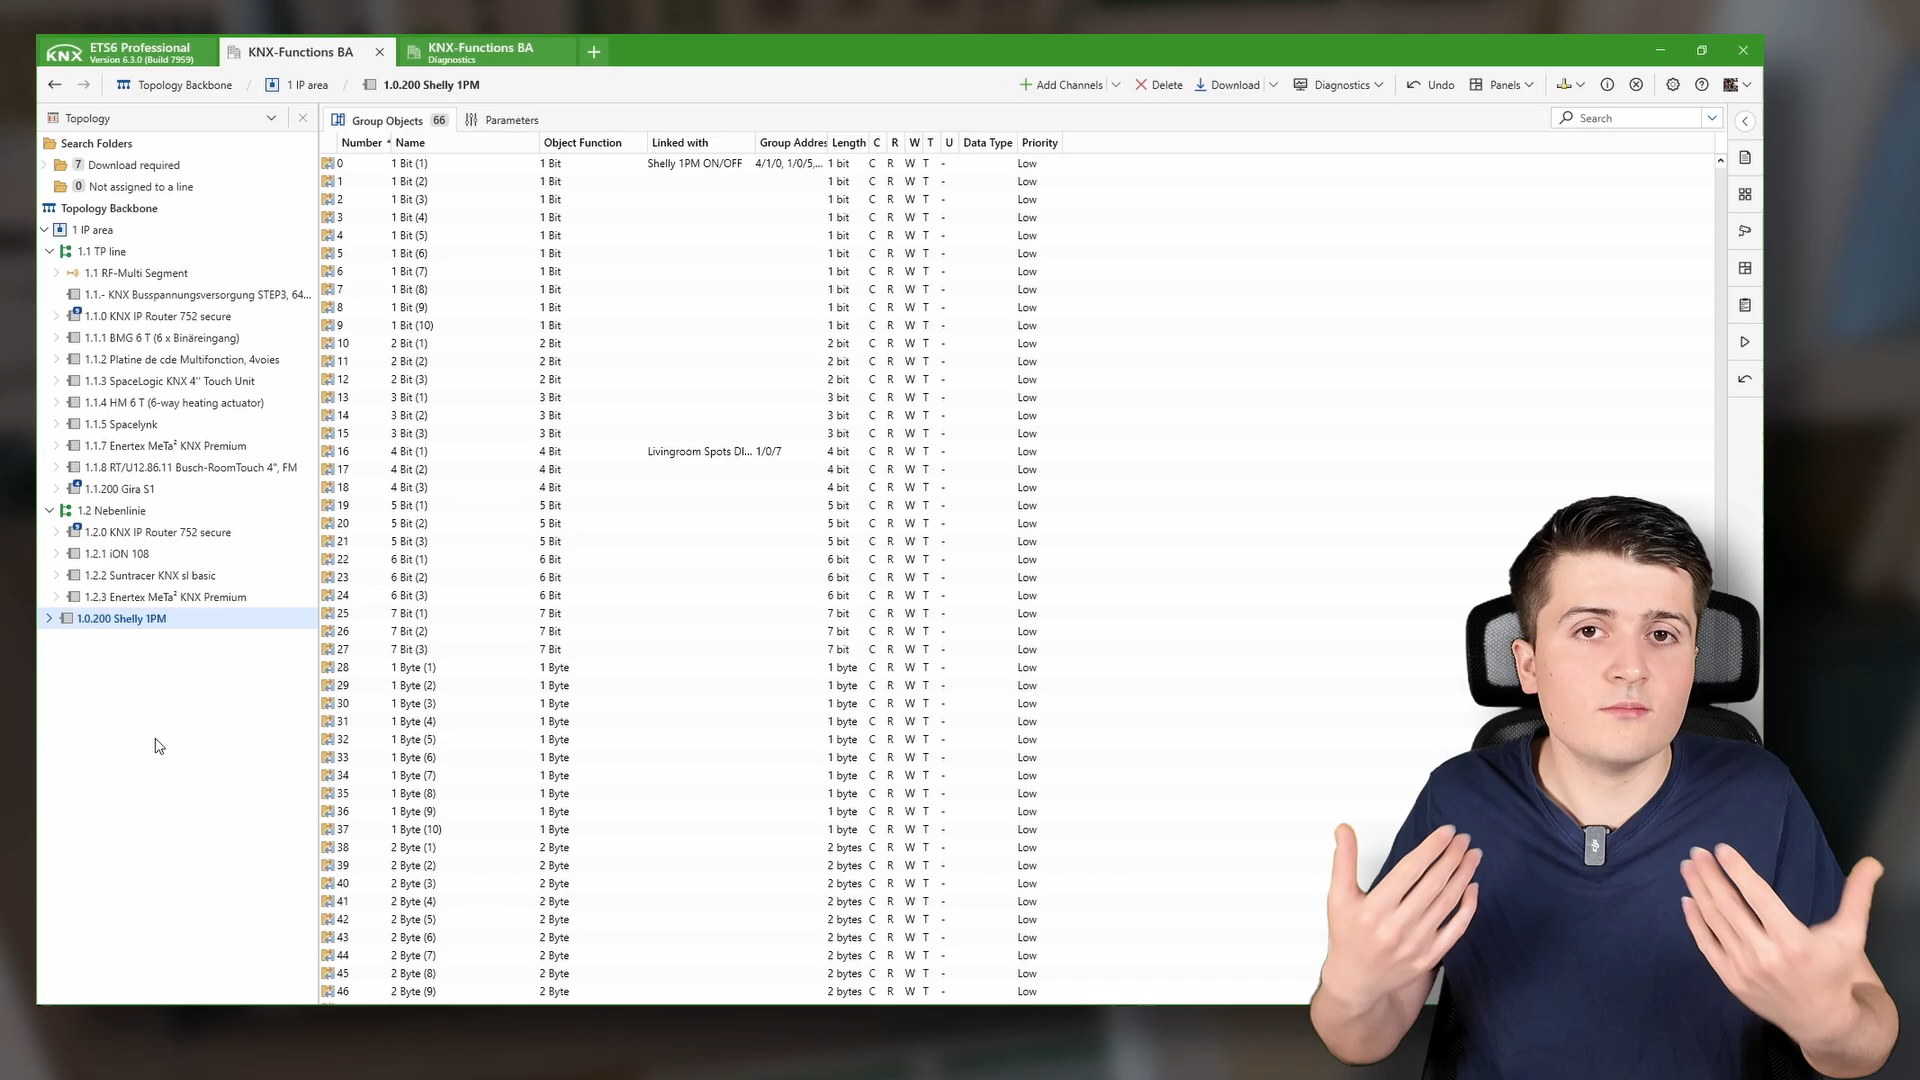 KNX ETS6 Professional
Version 6.3.0 (Build 7959)
KNX-Functions BA
KNX-Functions BA
Diagnostics
Topology Backbone / 1 IP area / 1.0.200 Shelly 1PM
Add Channels Delete Download Diagnostics Undo Panels
Topology
Search Folders
7 Download required
0 Not assigned to a line
Topology Backbone
1 IP area
1.1 TP line
1.1 RF-Multi Segment
1.1.- KNX Busspannungsversorgung STEP3, 64...
1.1.0 KNX IP Router 752 secure
1.1.1 BMG 6 T (6 x Binäreingang)
1.1.2 Platine de cde Multifonction, 4voies
1.1.3 SpaceLogic KNX 4'' Touch Unit
1.1.4 HM 6 T (6-way heating actuator)
1.1.5 Spacelynk
1.1.7 Enertex MeTa² KNX Premium
1.1.8 RT/U12.86.11 Busch-RoomTouch 4", FM
1.1.200 Gira S1
1.2 Nebenlinie
1.2.0 KNX IP Router 752 secure
1.2.1 iON 108
1.2.2 Suntracer KNX sl basic
1.2.3 Enertex MeTa² KNX Premium
1.0.200 Shelly 1PM
Group Objects 66 Parameters
Search
Number Name Object Function Linked with Group Addres Length C R W T U Data Type Priority
0 1 Bit (1) 1 Bit Shelly 1PM ON/OFF 4/1/0, 1/0/5,... 1 bit C R W T - Low
1 1 Bit (2) 1 Bit 1 bit C R W T - Low
2 1 Bit (3) 1 Bit 1 bit C R W T - Low
3 1 Bit (4) 1 Bit 1 bit C R W T - Low
4 1 Bit (5) 1 Bit 1 bit C R W T - Low
5 1 Bit (6) 1 Bit 1 bit C R W T - Low
6 1 Bit (7) 1 Bit 1 bit C R W T - Low
7 1 Bit (8) 1 Bit 1 bit C R W T - Low
8 1 Bit (9) 1 Bit 1 bit C R W T - Low
9 1 Bit (10) 1 Bit 1 bit C R W T - Low
10 2 Bit (1) 2 Bit 2 bit C R W T - Low
11 2 Bit (2) 2 Bit 2 bit C R W T - Low
12 2 Bit (3) 2 Bit 2 bit C R W T - Low
13 3 Bit (1) 3 Bit 3 bit C R W T - Low
14 3 Bit (2) 3 Bit 3 bit C R W T - Low
15 3 Bit (3) 3 Bit 3 bit C R W T - Low
16 4 Bit (1) 4 Bit Livingroom Spots DI... 1/0/7 4 bit C R W T - Low
17 4 Bit (2) 4 Bit 4 bit C R W T - Low
18 4 Bit (3) 4 Bit 4 bit C R W T - Low
19 5 Bit (1) 5 Bit 5 bit C R W T - Low
20 5 Bit (2) 5 Bit 5 bit C R W T - Low
21 5 Bit (3) 5 Bit 5 bit C R W T - Low
22 6 Bit (1) 6 Bit 6 bit C R W T - Low
23 6 Bit (2) 6 Bit 6 bit C R W T - Low
24 6 Bit (3) 6 Bit 6 bit C R W T - Low
25 7 Bit (1) 7 Bit 7 bit C R W T - Low
26 7 Bit (2) 7 Bit 7 bit C R W T - Low
27 7 Bit (3) 7 Bit 7 bit C R W T - Low
28 1 Byte (1) 1 Byte 1 byte C R W T - Low
29 1 Byte (2) 1 Byte 1 byte C R W T - Low
30 1 Byte (3) 1 Byte 1 byte C R W T - Low
31 1 Byte (4) 1 Byte 1 byte C R W T - Low
32 1 Byte (5) 1 Byte 1 byte C R W T - Low
33 1 Byte (6) 1 Byte 1 byte C R W T - Low
34 1 Byte (7) 1 Byte 1 byte C R W T - Low
35 1 Byte (8) 1 Byte 1 byte C R W T - Low
36 1 Byte (9) 1 Byte 1 byte C R W T - Low
37 1 Byte (10) 1 Byte 1 byte C R W T - Low
38 2 Byte (1) 2 Byte 2 bytes C R W T - Low
39 2 Byte (2) 2 Byte 2 bytes C R W T - Low
40 2 Byte (3) 2 Byte 2 bytes C R W T - Low
41 2 Byte (4) 2 Byte 2 bytes C R W T - Low
42 2 Byte (5) 2 Byte 2 bytes C R W T - Low
43 2 Byte (6) 2 Byte 2 bytes C R W T - Low
44 2 Byte (7) 2 Byte 2 bytes C R W T - Low
45 2 Byte (8) 2 Byte 2 bytes C R W T - Low
46 2 Byte (9) 2 Byte 2 bytes C R W T - Low
dji